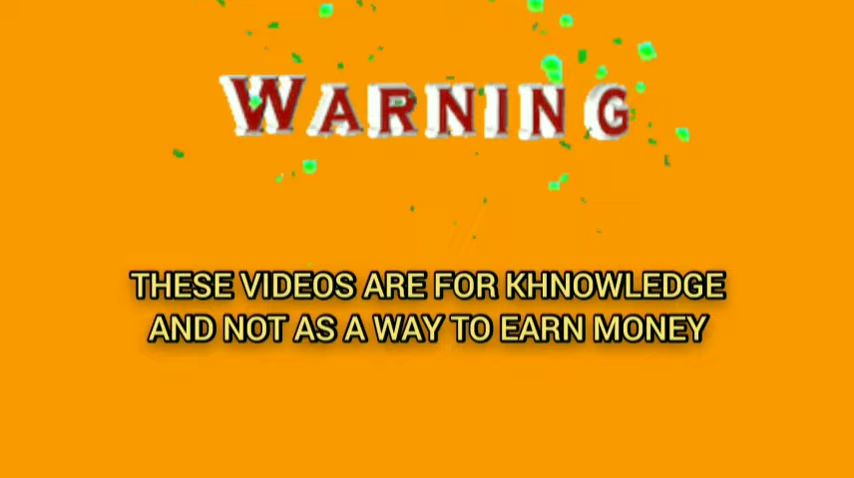 WARNING
THESE VIDEOS ARE FOR KHNOWLEDGE
AND NOT AS A WAY TO EARN MONEY